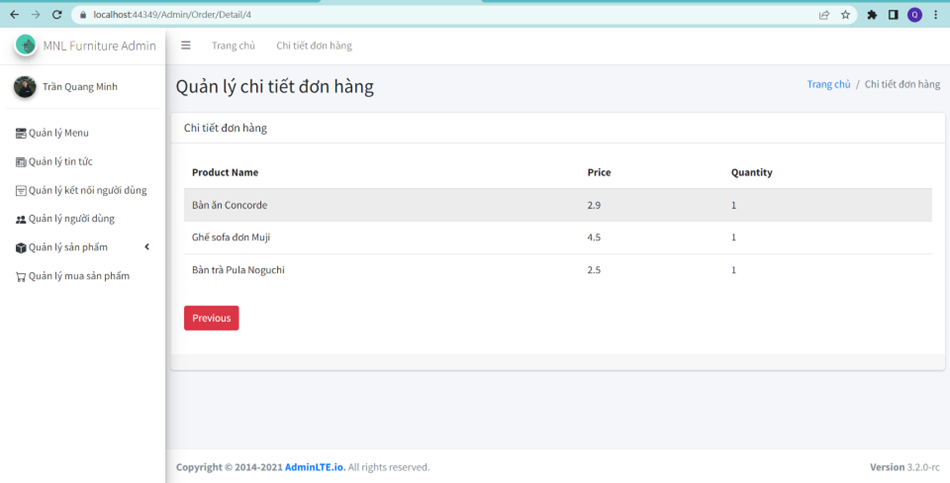 localhost:44349/Admin/Order/Detail/4
Q
MNL Furniture Admin
Trang chủ Chi tiết đơn hàng
Trần Quang Minh
Quản lý Menu
Quản lý tin tức
Quản lý kết nối người dùng
Quản lý người dùng
Quản lý sản phẩm
Quản lý mua sản phẩm
Quản lý chi tiết đơn hàng
Trang chủ / Chi tiết đơn hàng
Chi tiết đơn hàng
Product Name Price Quantity
Bàn ăn Concorde 2.9 1
Ghế sofa đơn Muji 4.5 1
Bàn trà Pula Noguchi 2.5 1
Previous
Copyright © 2014-2021 AdminLTE.io. All rights reserved.
Version 3.2.0-rc